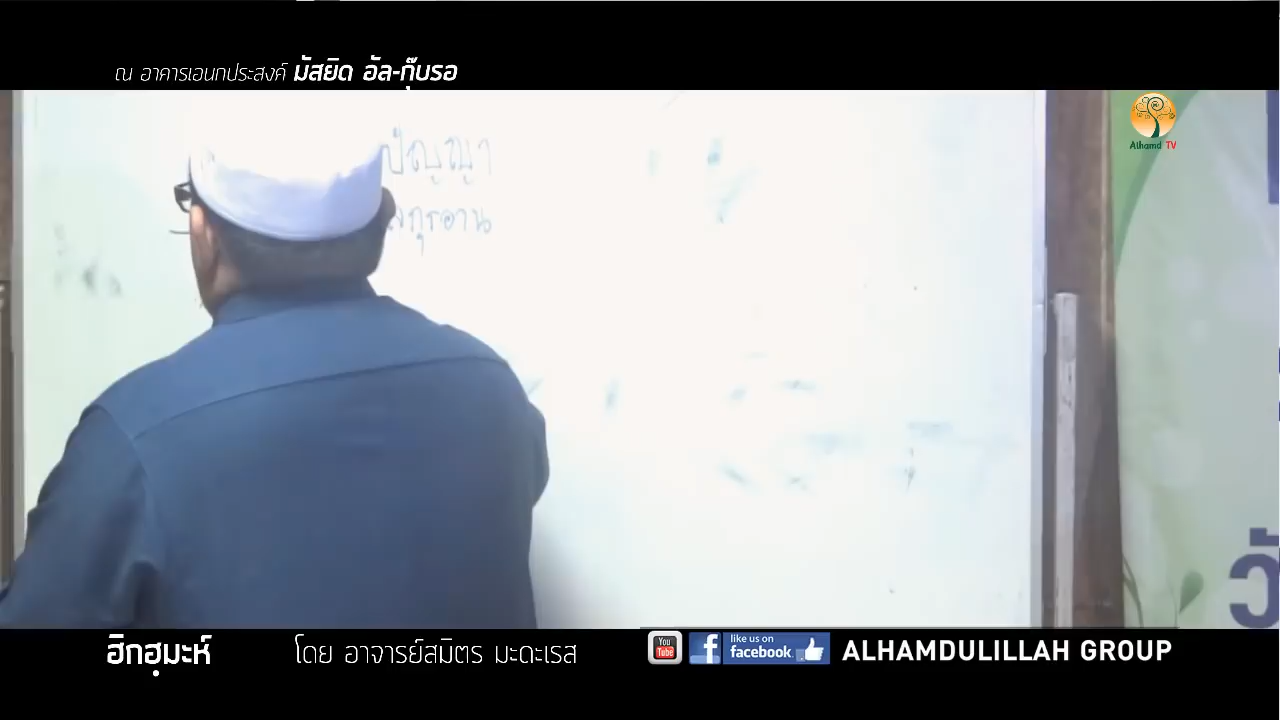 ณ อาคารเอนกประสงค์ มัสยิด อัล-กุ๊บรอ
Alhamd TV
ปัญญา
กุรอาน
วั
ฮิกฮฺมะห์ โดย อาจารย์สมิตร มะดะเรส You Tube f like us on facebook. ALHAMDULILLAH GROUP